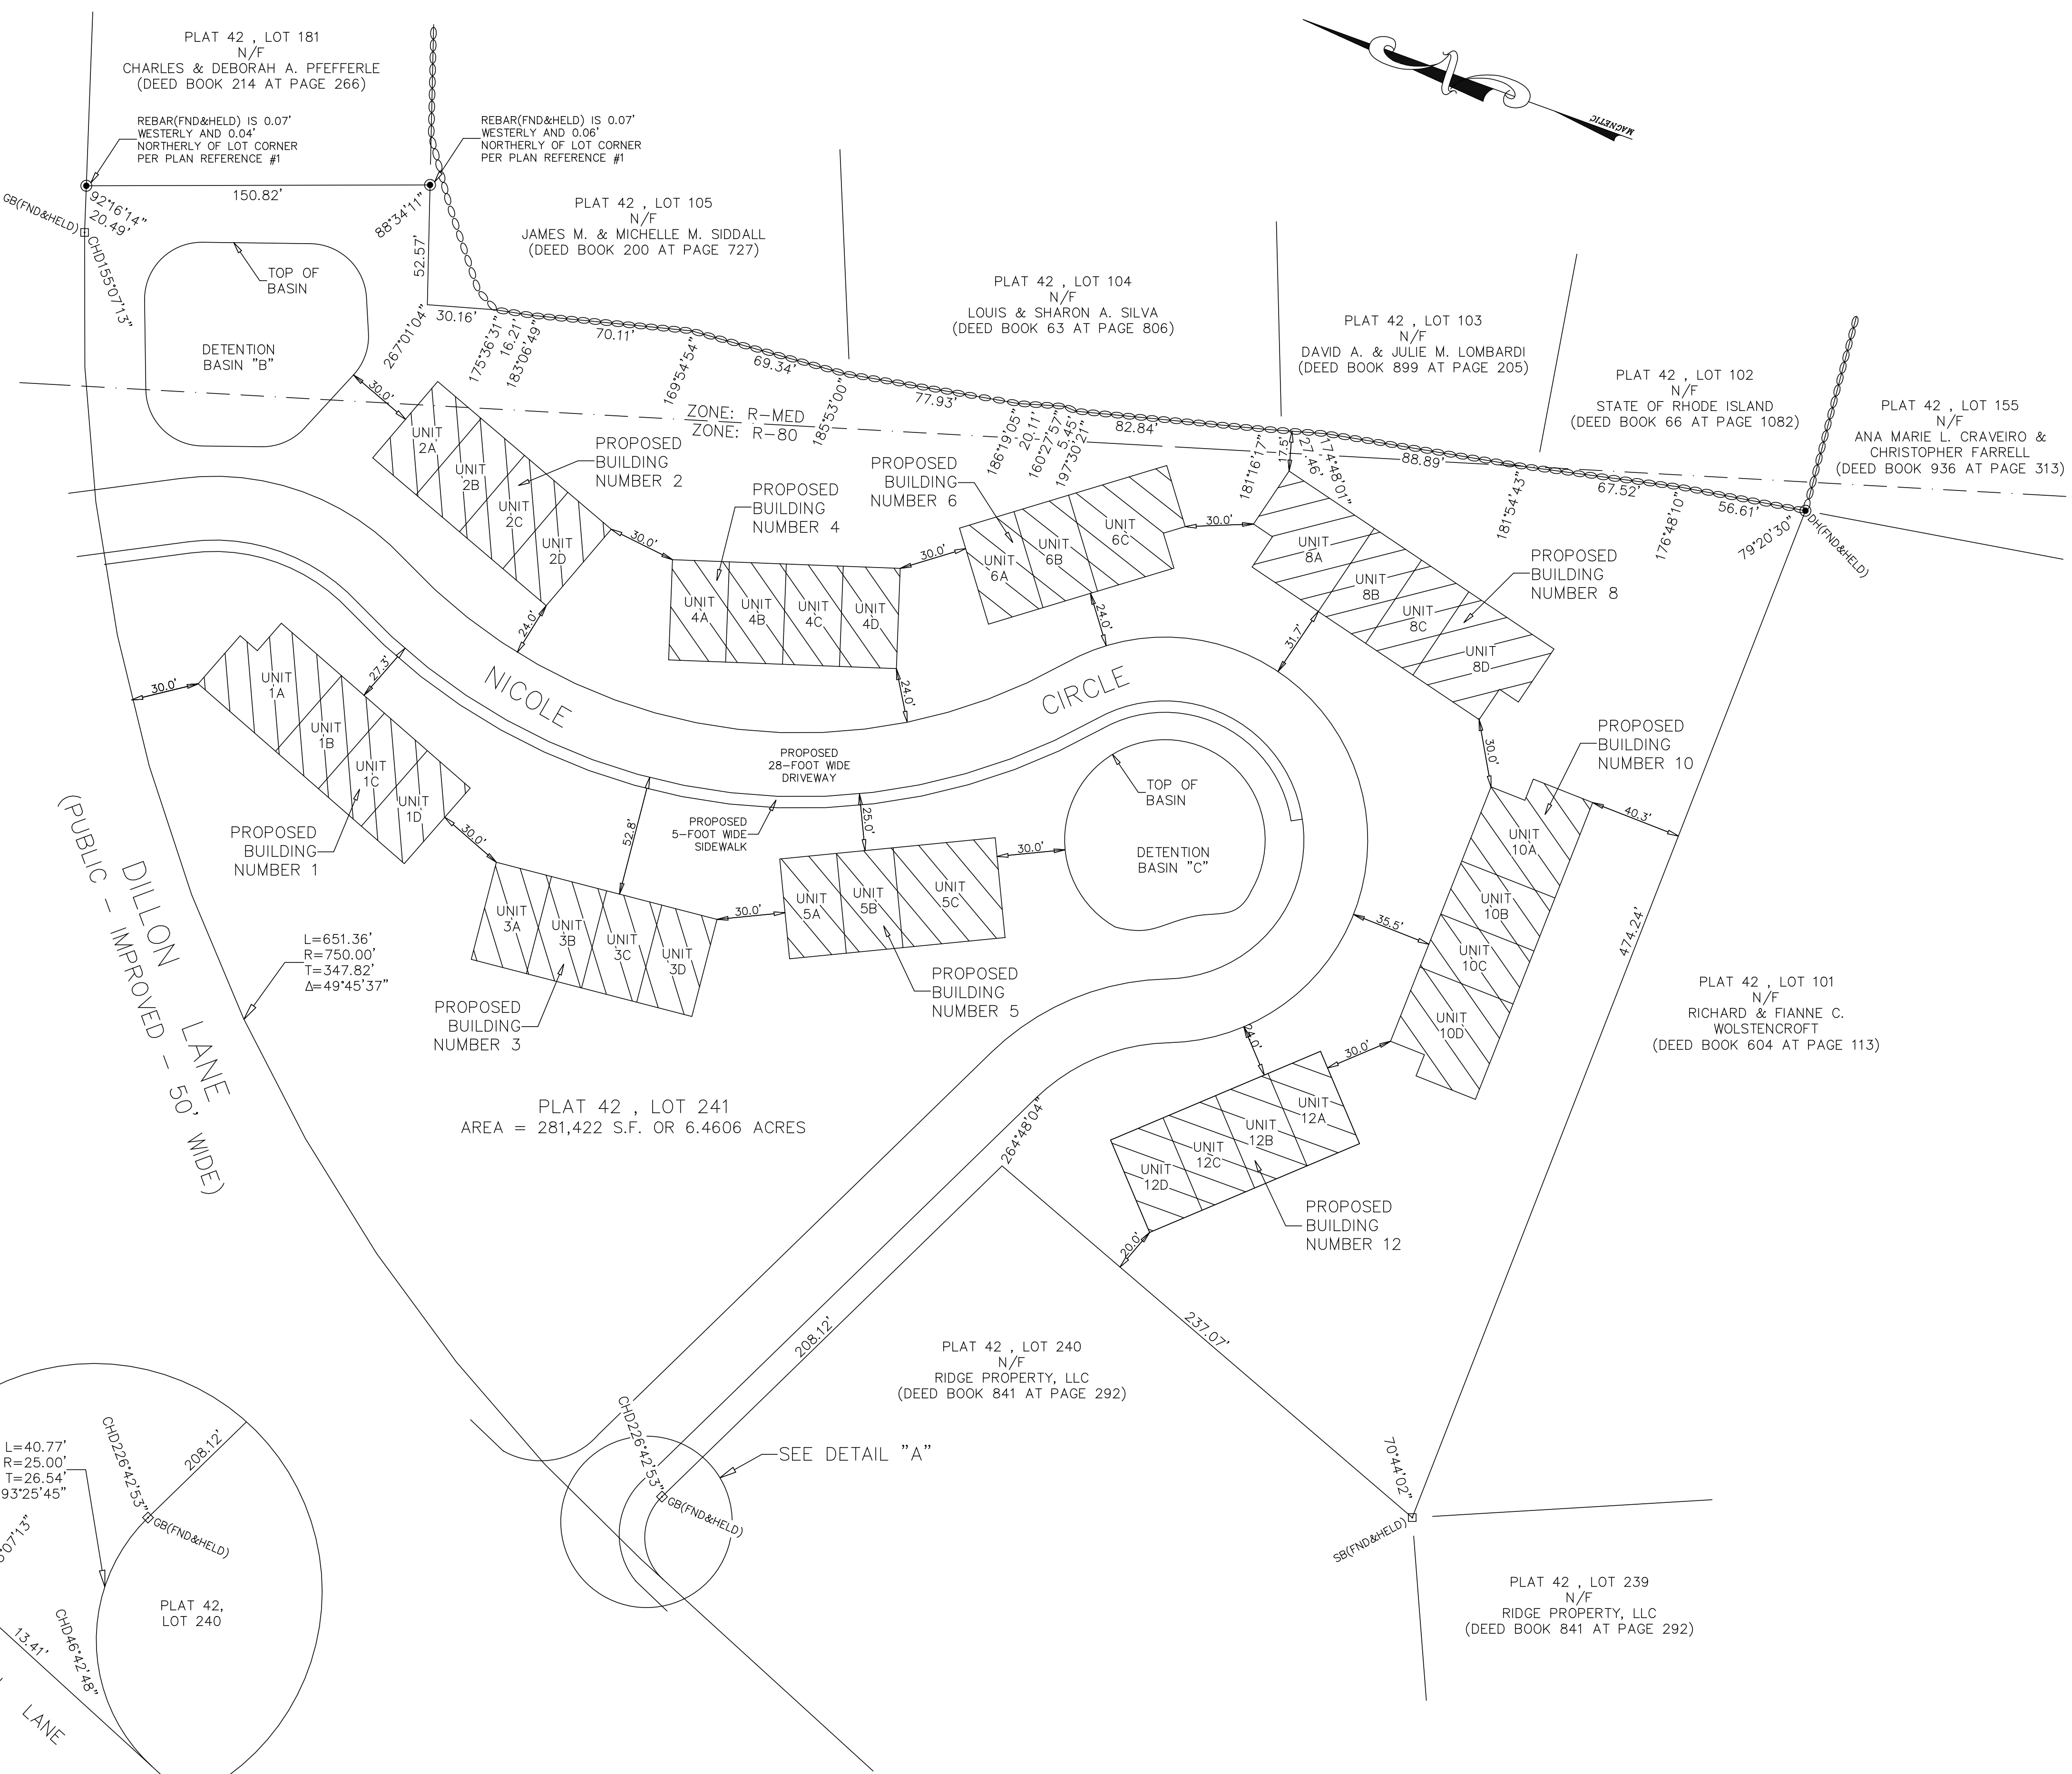 PLAT 42 , LOT 181
N/F
CHARLES & DEBORAH A. PFEFFERLE
(DEED BOOK 214 AT PAGE 266)
REBAR(FND&HELD) IS 0.07'
WESTERLY AND 0.04'
NORTHERLY OF LOT CORNER
PER PLAN REFERENCE #1
REBAR(FND&HELD) IS 0.07'
WESTERLY AND 0.06'
NORTHERLY OF LOT CORNER
PER PLAN REFERENCE #1
MAGNETIC
GB(FND&HELD)
92°16'14"
20.49'
CHD155°07'13"
150.82'
88°34'11"
52.57'
PLAT 42 , LOT 105
N/F
JAMES M. & MICHELLE M. SIDDALL
(DEED BOOK 200 AT PAGE 727)
PLAT 42 , LOT 104
N/F
LOUIS & SHARON A. SILVA
(DEED BOOK 63 AT PAGE 806)
PLAT 42 , LOT 103
N/F
DAVID A. & JULIE M. LOMBARDI
(DEED BOOK 899 AT PAGE 205)
PLAT 42 , LOT 102
N/F
STATE OF RHODE ISLAND
(DEED BOOK 66 AT PAGE 1082)
PLAT 42 , LOT 155
N/F
ANA MARIE L. CRAVEIRO &
CHRISTOPHER FARRELL
(DEED BOOK 936 AT PAGE 313)
TOP OF
BASIN
DETENTION
BASIN "B"
30.16'
267°01'04"
175°36'31"
16.21'
183°06'49"
70.11'
169°54'54"
69.34'
185°53'00"
77.93'
186°19'05"
20.11'
160°27'57"
5.45'
197°30'21"
82.84'
181°16'17"
17.5'
27.46'
174°48'01"
88.89'
181°54'43"
67.52'
176°48'10"
56.61'
79°20'30"
DH(FND&HELD)
ZONE: R-MED
ZONE: R-80
30.0'
UNIT
2A
UNIT
2B
UNIT
2C
UNIT
2D
PROPOSED
BUILDING
NUMBER 2
30.0'
24.0'
PROPOSED
BUILDING
NUMBER 4
UNIT
4A
UNIT
4B
UNIT
4C
UNIT
4D
30.0'
24.0'
PROPOSED
BUILDING
NUMBER 6
UNIT
6A
UNIT
6B
UNIT
6C
30.0'
24.0'
UNIT
8A
UNIT
8B
UNIT
8C
UNIT
8D
PROPOSED
BUILDING
NUMBER 8
31.7'
30.0'
NICOLE
CIRCLE
30.0'
UNIT
1A
UNIT
1B
UNIT
1C
UNIT
1D
27.3'
PROPOSED
BUILDING
NUMBER 1
30.0'
PROPOSED
28-FOOT WIDE
DRIVEWAY
PROPOSED
5-FOOT WIDE
SIDEWALK
52.8'
25.0'
UNIT
3A
UNIT
3B
UNIT
3C
UNIT
3D
PROPOSED
BUILDING
NUMBER 3
30.0'
UNIT
5A
UNIT
5B
UNIT
5C
PROPOSED
BUILDING
NUMBER 5
30.0'
TOP OF
BASIN
DETENTION
BASIN "C"
PROPOSED
BUILDING
NUMBER 10
UNIT
10A
UNIT
10B
UNIT
10C
UNIT
10D
40.3'
35.5'
30.0'
474.24'
PLAT 42 , LOT 101
N/F
RICHARD & FIANNE C.
WOLSTENCROFT
(DEED BOOK 604 AT PAGE 113)
DILLON LANE
(PUBLIC - IMPROVED - 50' WIDE)
L=651.36'
R=750.00'
T=347.82'
Δ=49°45'37"
PLAT 42 , LOT 241
AREA = 281,422 S.F. OR 6.4606 ACRES
24.0'
UNIT
12A
UNIT
12B
UNIT
12C
UNIT
12D
PROPOSED
BUILDING
NUMBER 12
20.0'
264°48'04"
208.12'
237.07'
PLAT 42 , LOT 240
N/F
RIDGE PROPERTY, LLC
(DEED BOOK 841 AT PAGE 292)
CHD226°42'53"
GB(FND&HELD)
SEE DETAIL "A"
70°44'02"
SB(FND&HELD)
PLAT 42 , LOT 239
N/F
RIDGE PROPERTY, LLC
(DEED BOOK 841 AT PAGE 292)
L=40.77'
R=25.00'
T=26.54'
93°25'45"
CHD226°42'53"
208.12'
GB(FND&HELD)
07'13"
PLAT 42,
LOT 240
CHD46°42'48"
13.41'
LANE